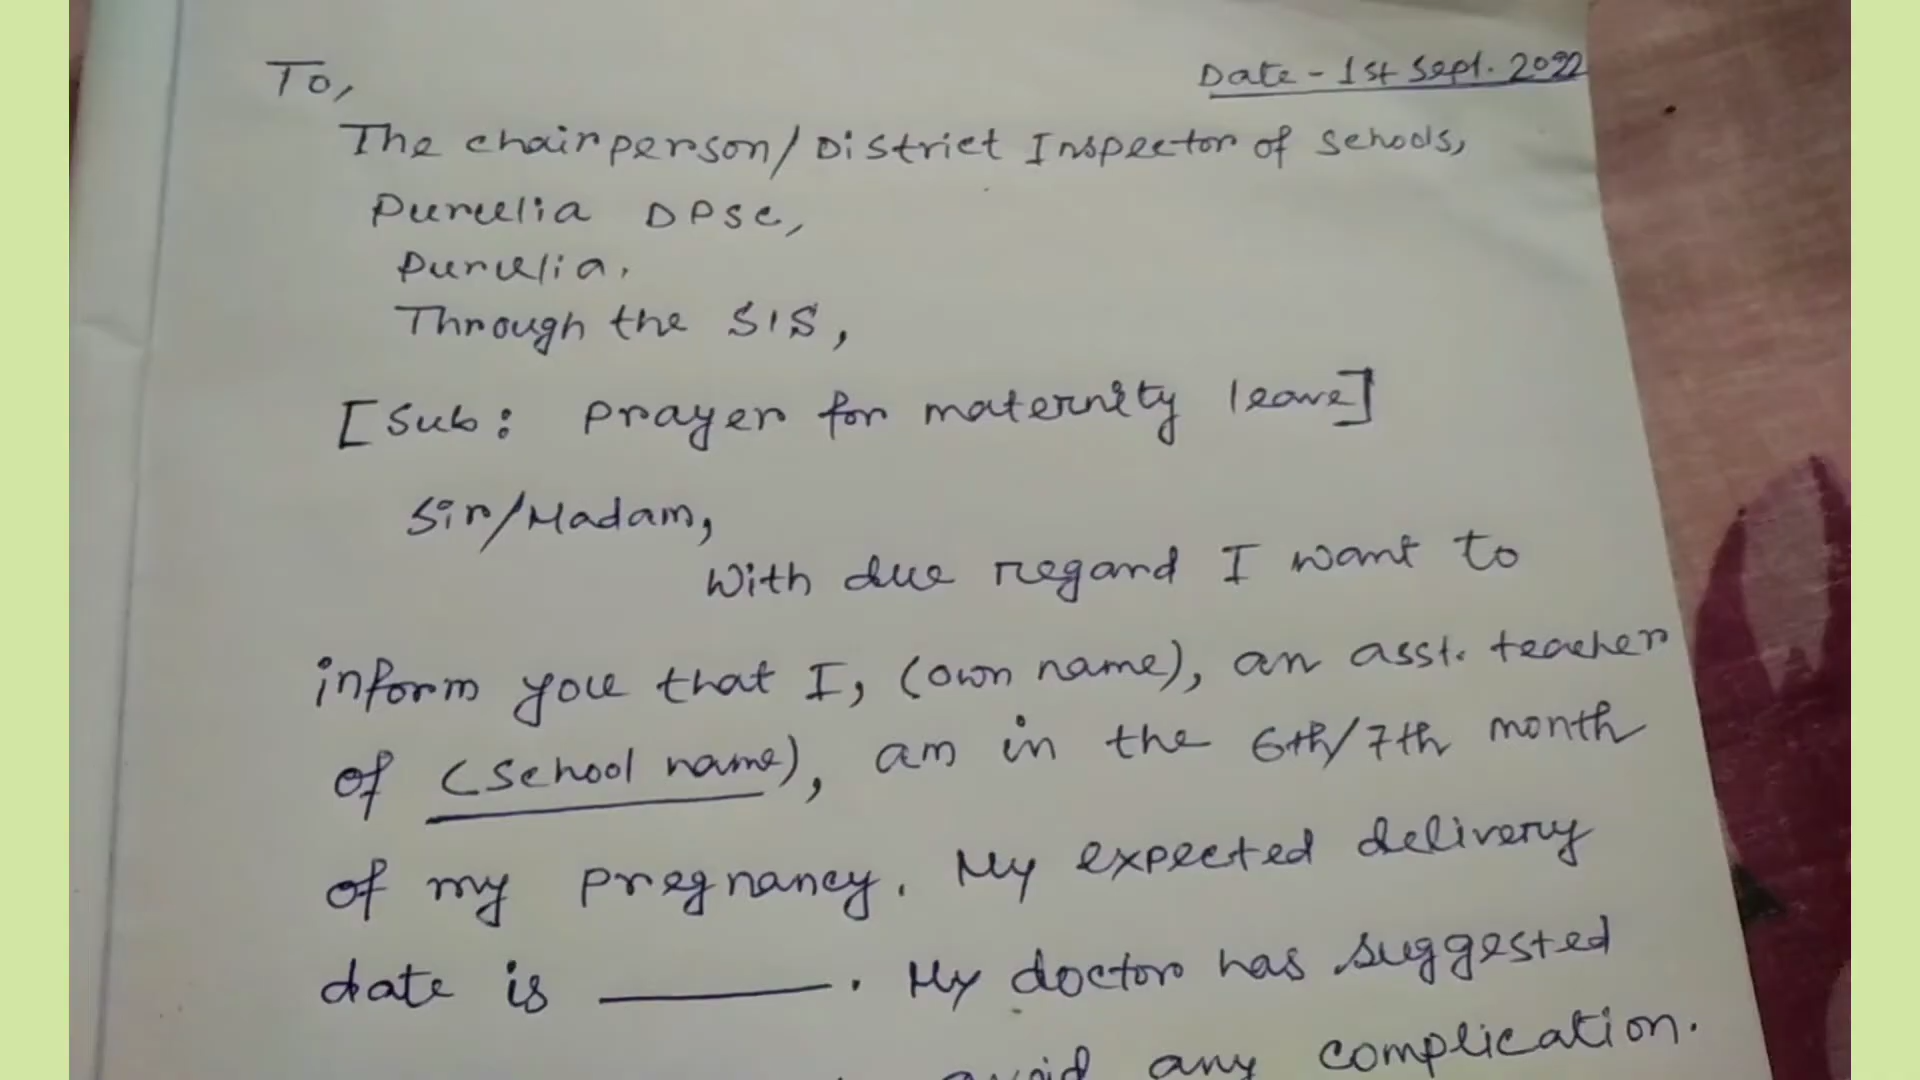 To,
Date - 1st Sept. 2022
The chairperson/District Inspector of schools,
Purulia DPSC,
Purulia.
Through the SIS,
[Sub: Prayer for maternity leave]
Sir/Madam,
With due regard I want to
inform you that I, (own name), an asst. teacher
of (School name), am in the 6th/7th month
of my pregnancy. My expected delivery
date is ______. My doctor has suggested
avoid any complication.